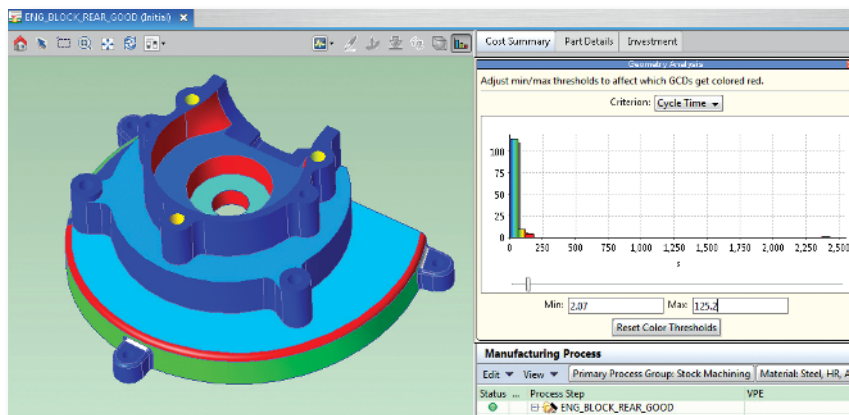 ENG_BLOCK_REAR_GOOD (Initial)
Cost Summary Part Details Investment
Geometry Analysis
Adjust min/max thresholds to affect which GCDs get colored red.
Criterion: Cycle Time
100
75
50
25
0
0 250 500 750 1,000 1,250 1,500 1,750 2,000 2,250 2,500
s
Min: 2.07 Max: 125.2
Reset Color Thresholds
Manufacturing Process
Edit View Primary Process Group: Stock Machining Material: Steel, HR, A
Status ... Process Step VPE
ENG_BLOCK_REAR_GOOD